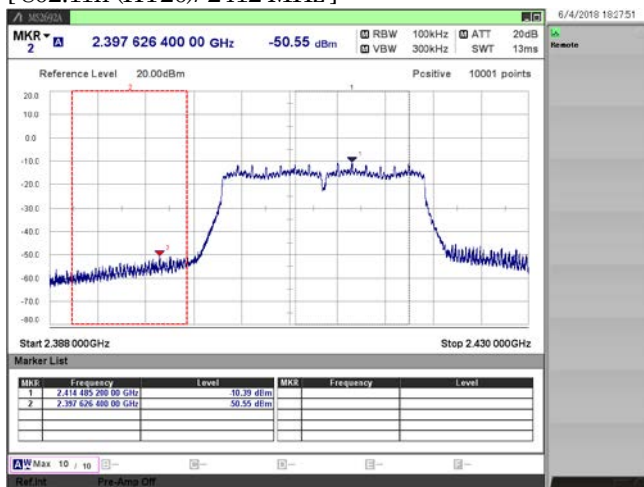 [ 802.11n (HT20), 2412 MHz ]
MS2692A
6/4/2018 18:27:51
MKR 2 A 2.397 626 400 00 GHz -50.55 dBm
RBW 100kHz ATT 20dB
VBW 300kHz SWT 13ms
Remote
Reference Level 20.00dBm Positive 10001 points
2 1
20.0
10.0
0.0
-10.0
-20.0
-30.0
-40.0
-50.0
-60.0
-70.0
-80.0
1
2
Start 2.388 000GHz Stop 2.430 000GHz
Marker List
MKR Frequency Level MKR Frequency Level
1 2.414 485 200 00 GHz -10.39 dBm
2 2.397 626 400 00 GHz -50.55 dBm
A W Max 10 / 10
Ref.Int Pre-Amp Off